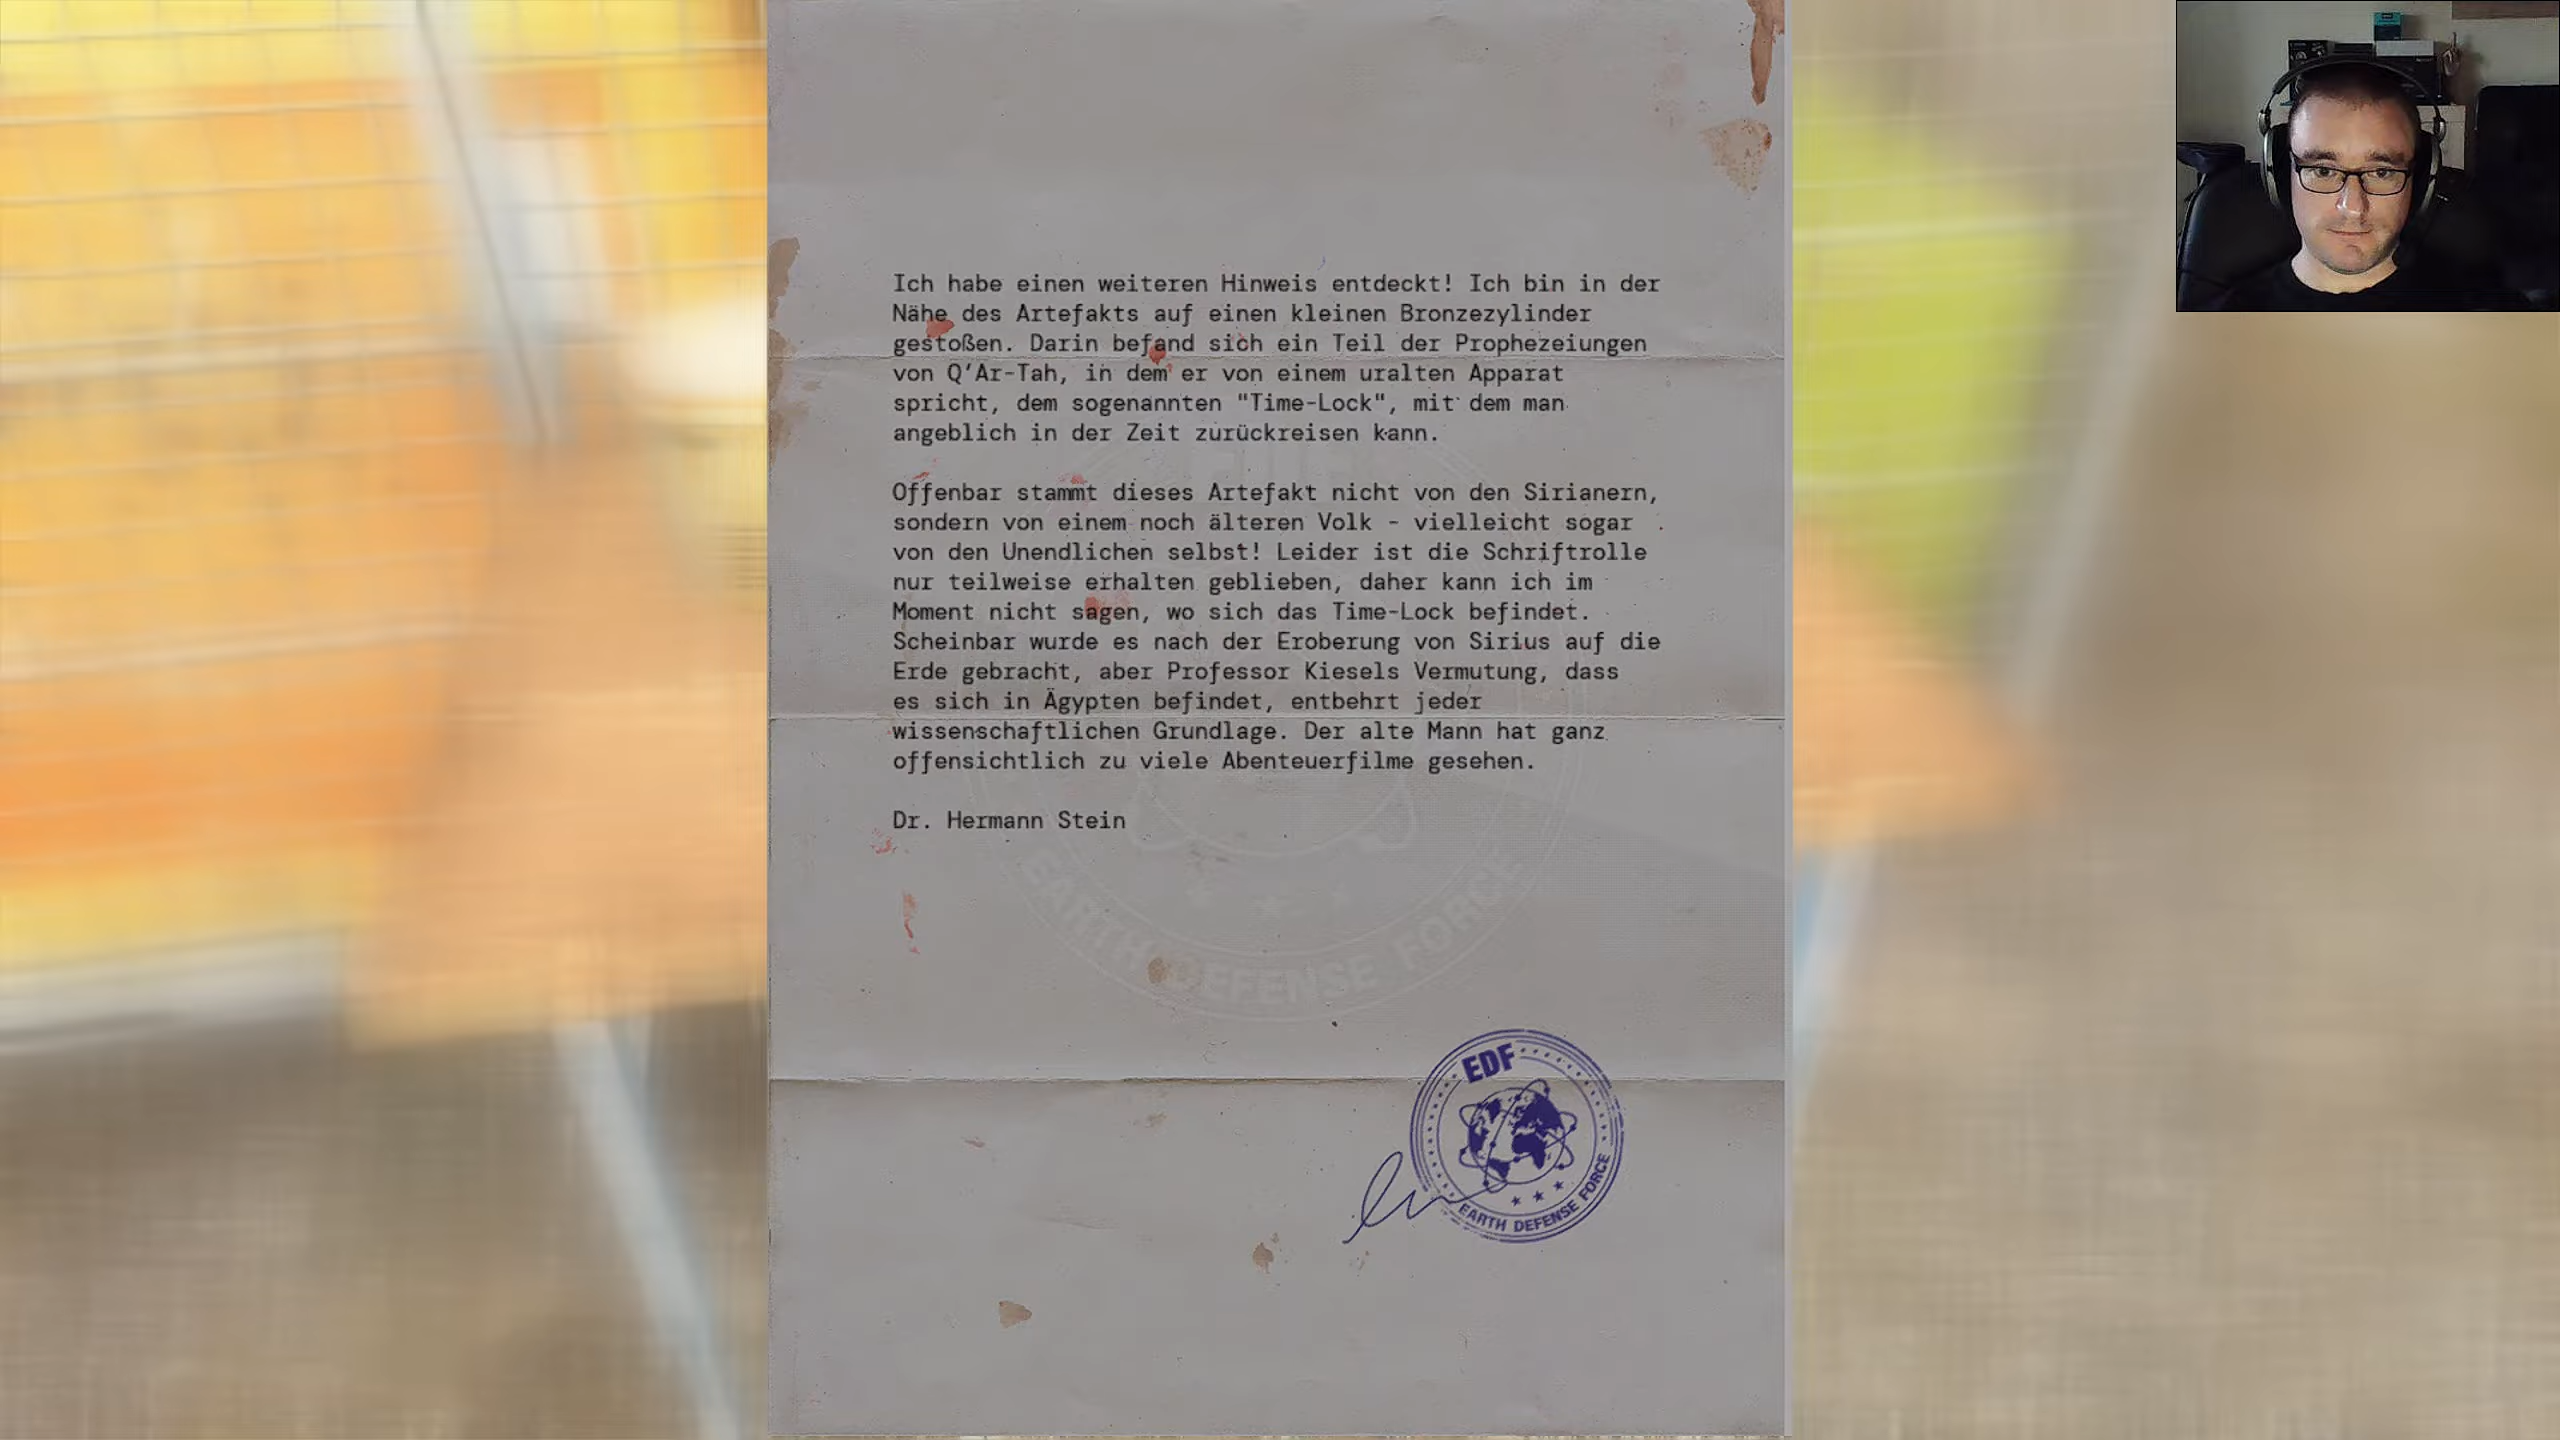 Ich habe einen weiteren Hinweis entdeckt! Ich bin in der
Nähe des Artefakts auf einen kleinen Bronzezylinder
gestoßen. Darin befand sich ein Teil der Prophezeiungen
von Q'Ar-Tah, in dem er von einem uralten Apparat
spricht, dem sogenannten "Time-Lock", mit dem man
angeblich in der Zeit zurückreisen kann.
Offenbar stammt dieses Artefakt nicht von den Sirianern,
sondern von einem noch älteren Volk - vielleicht sogar
von den Unendlichen selbst! Leider ist die Schriftrolle
nur teilweise erhalten geblieben, daher kann ich im
Moment nicht sagen, wo sich das Time-Lock befindet.
Scheinbar wurde es nach der Eroberung von Sirius auf die
Erde gebracht, aber Professor Kiesels Vermutung, dass
es sich in Ägypten befindet, entbehrt jeder
wissenschaftlichen Grundlage. Der alte Mann hat ganz
offensichtlich zu viele Abenteuerfilme gesehen.
Dr. Hermann Stein
EARTH DEFENSE FORCE
EDF
EARTH DEFENSE FORCE